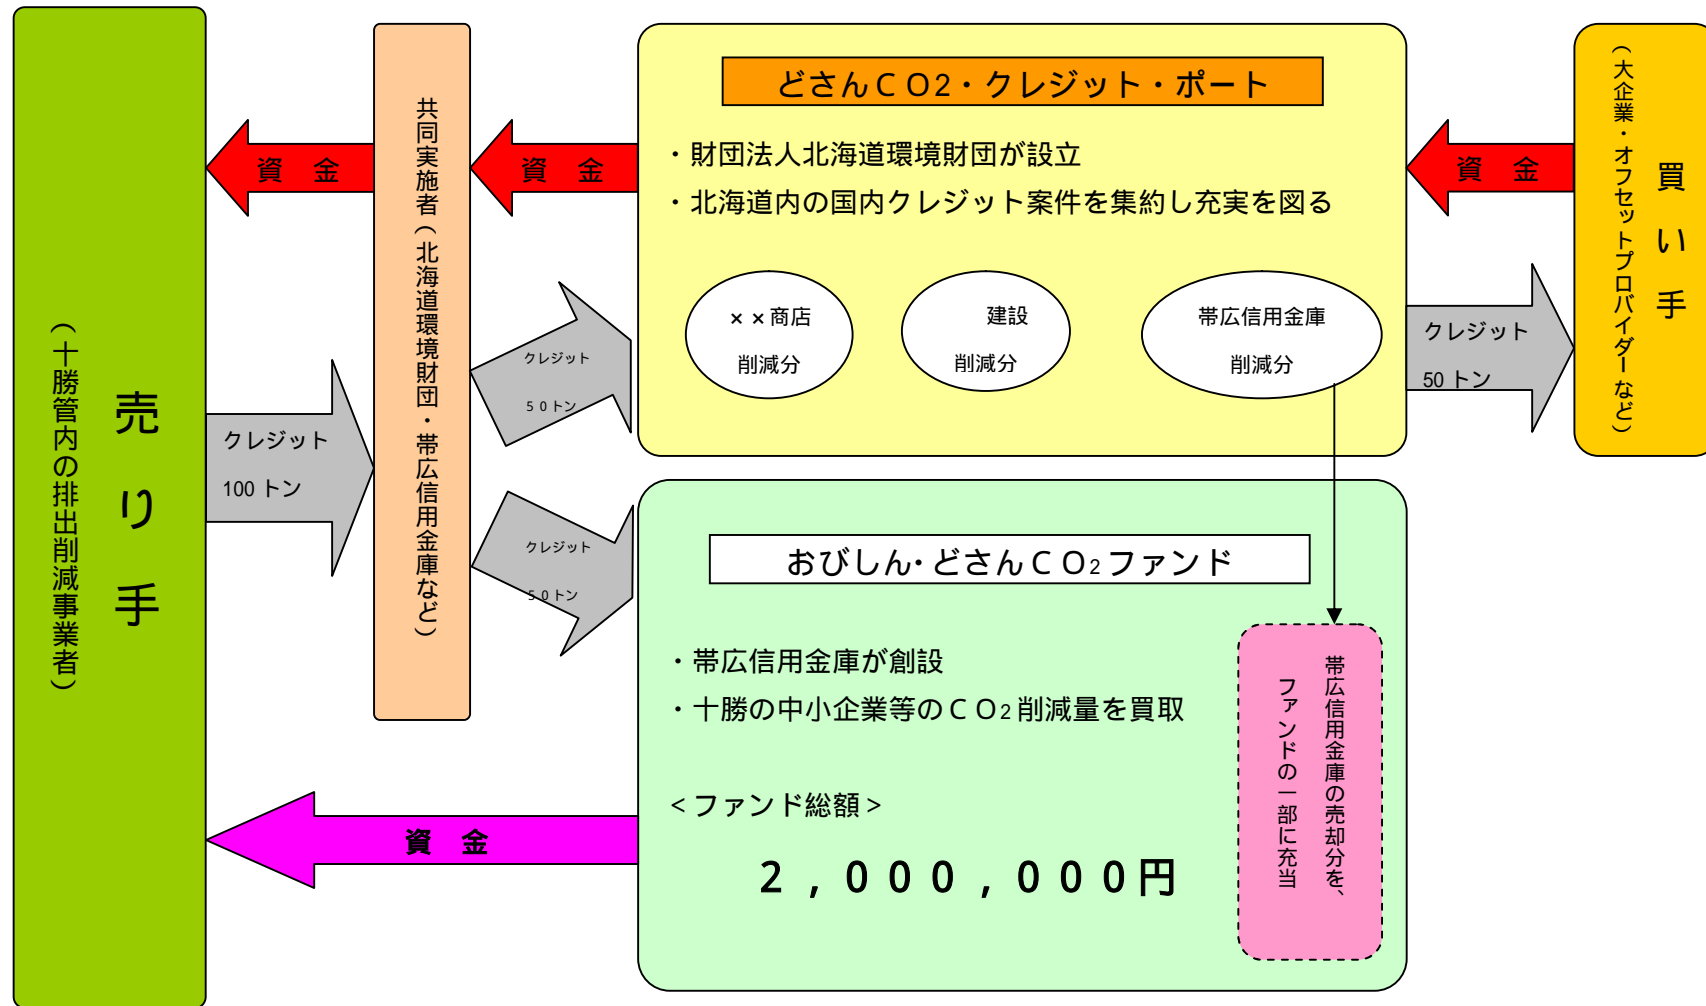 売り手
（十勝管内の排出削減事業者）
資　金
クレジット
100 トン
共同実施者（北海道環境財団・帯広信用金庫など）
資　金
クレジット
５０トン
クレジット
５０トン
どさんＣＯ2・クレジット・ポート
・財団法人北海道環境財団が設立
・北海道内の国内クレジット案件を集約し充実を図る
××商店
削減分
建設
削減分
帯広信用金庫
削減分
資　金
クレジット
50 トン
買い手
（大企業・オフセットプロバイダーなど）
おびしん・どさんＣＯ₂ファンド
・帯広信用金庫が創設
・十勝の中小企業等のＣＯ₂削減量を買取
＜ファンド総額＞
２，０００，０００円
帯広信用金庫の売却分を、
ファンドの一部に充当
資　金